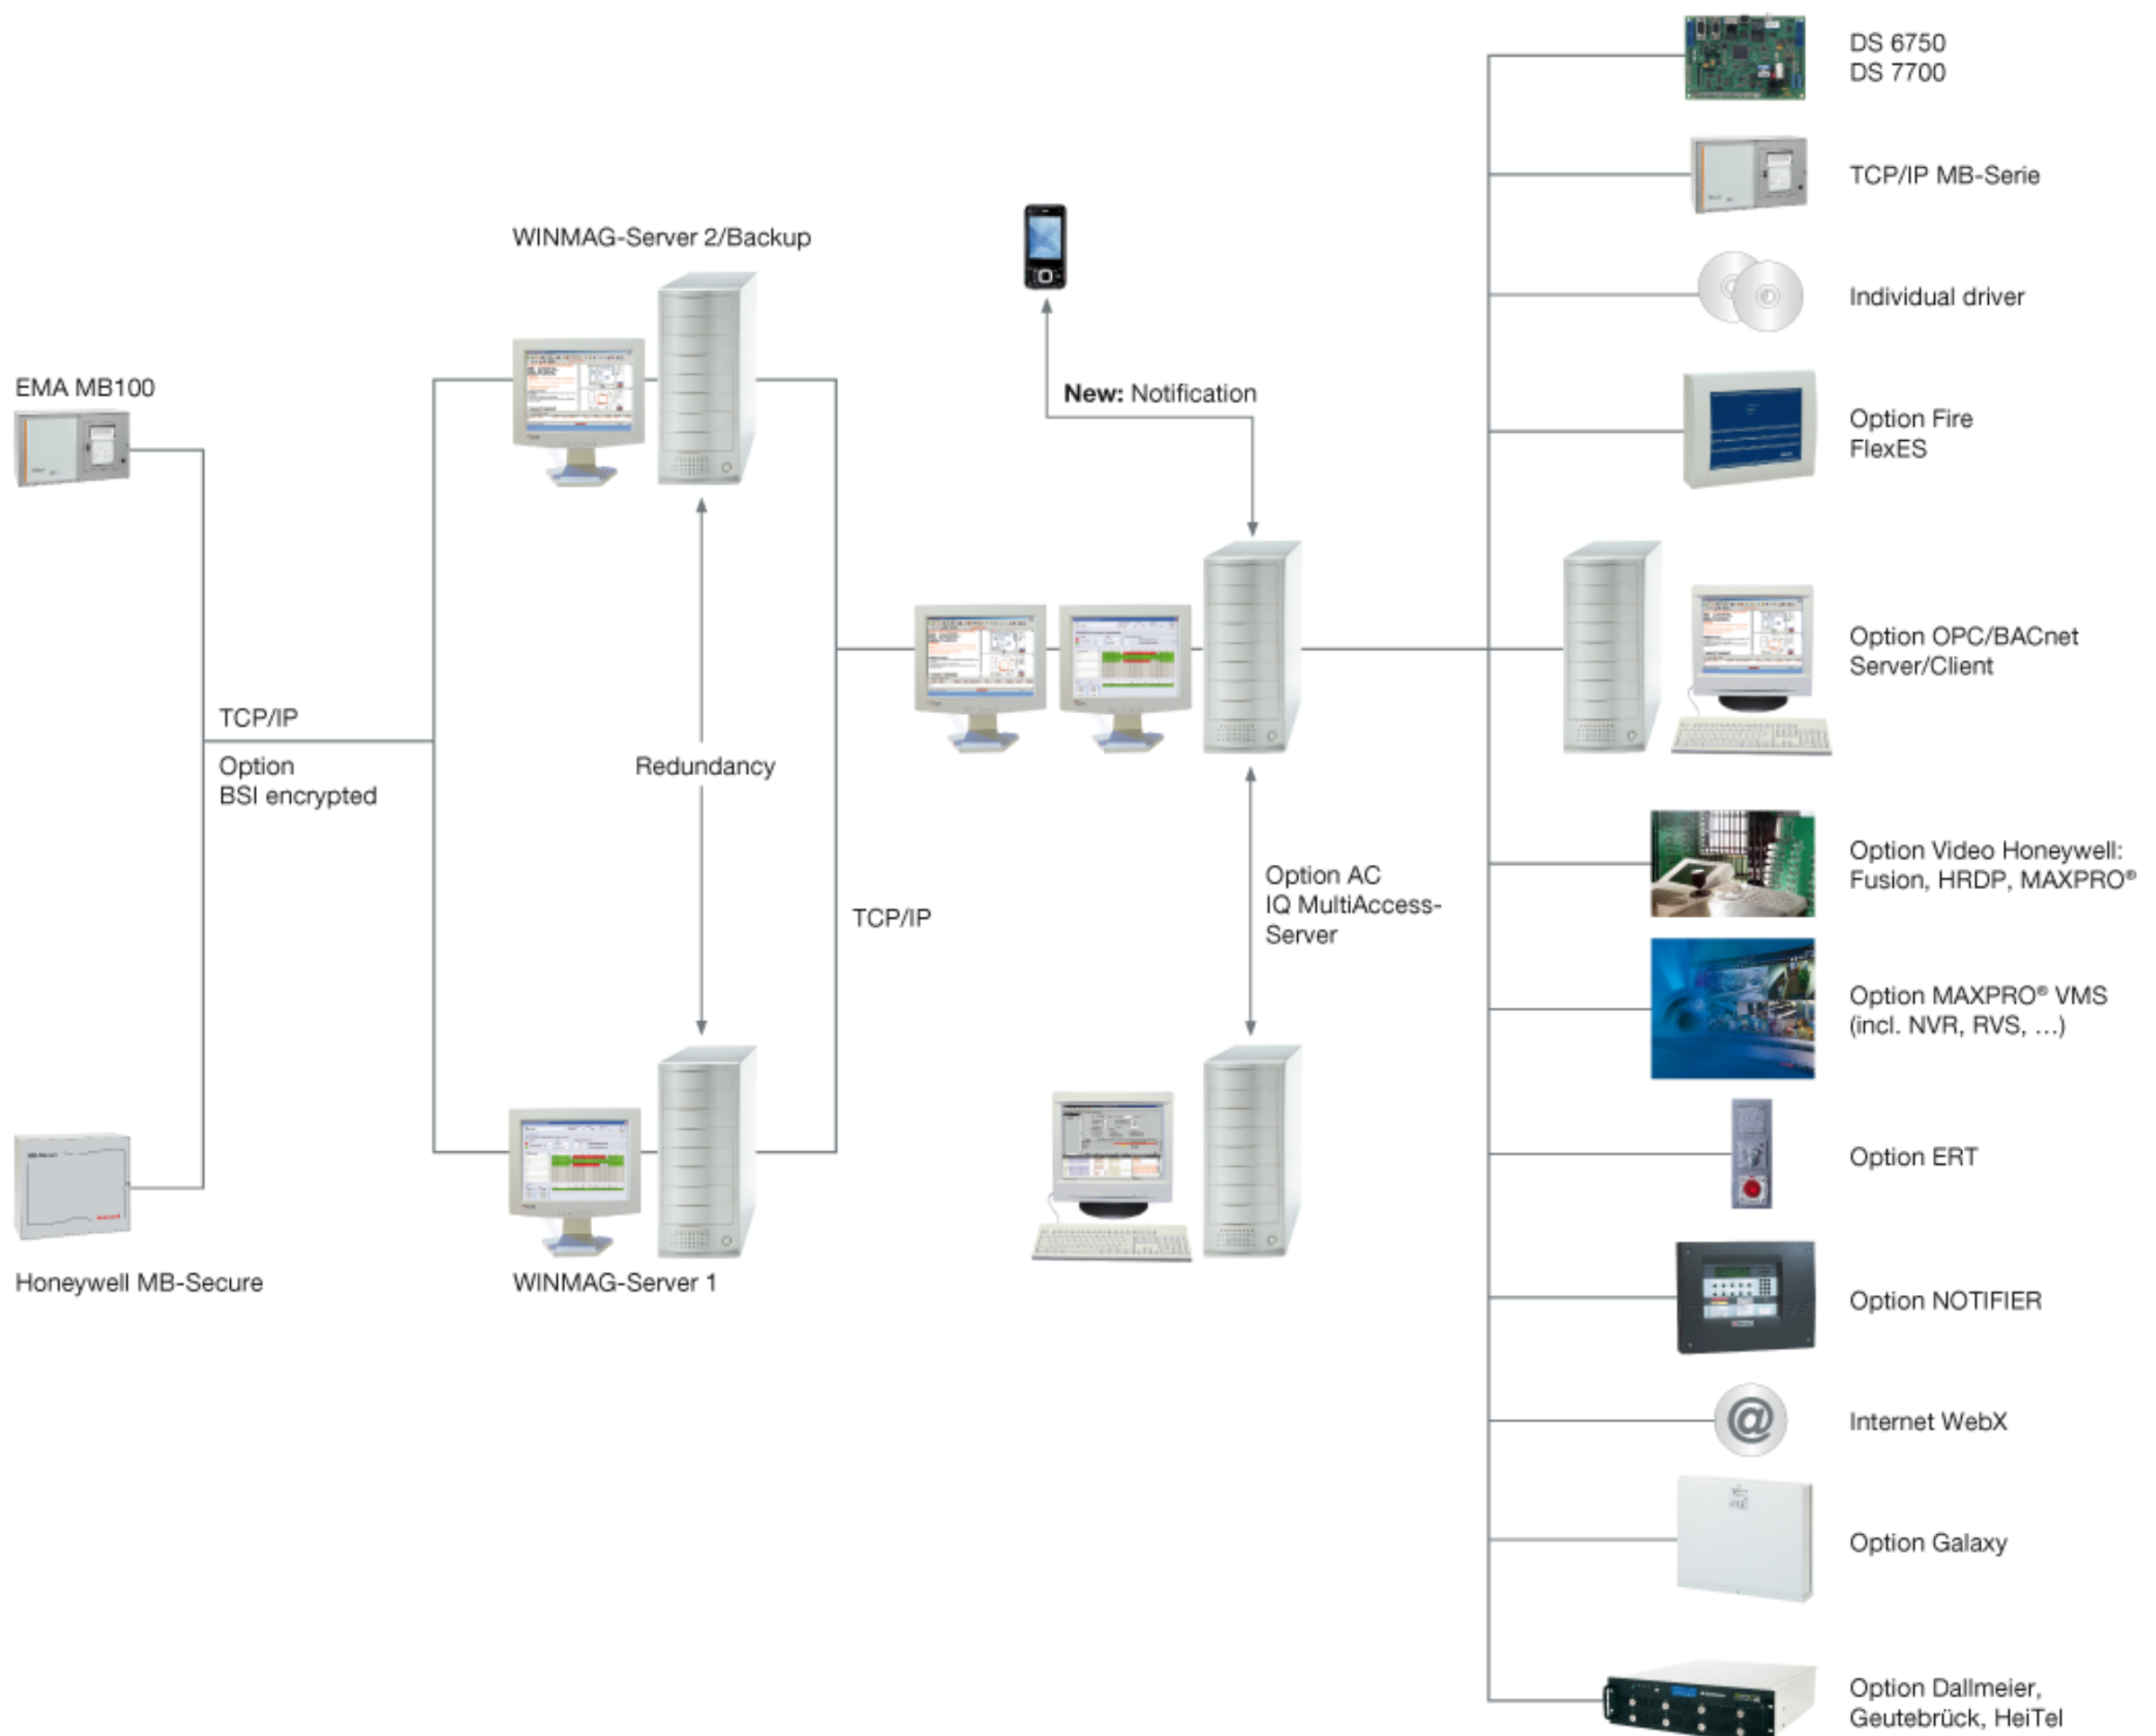 DS 6750
DS 7700
TCP/IP MB-Serie
WINMAG-Server 2/Backup
Individual driver
EMA MB100
New: Notification
Option Fire
FlexES
Option OPC/BACnet
Server/Client
TCP/IP
Option
BSI encrypted
Redundancy
Option Video Honeywell:
Fusion, HRDP, MAXPRO®
Option AC
IQ MultiAccess-
Server
TCP/IP
Option MAXPRO® VMS
(incl. NVR, RVS, …)
Option ERT
Honeywell MB-Secure
WINMAG-Server 1
Option NOTIFIER
@
Internet WebX
Option Galaxy
Option Dallmeier,
Geutebrück, HeiTel